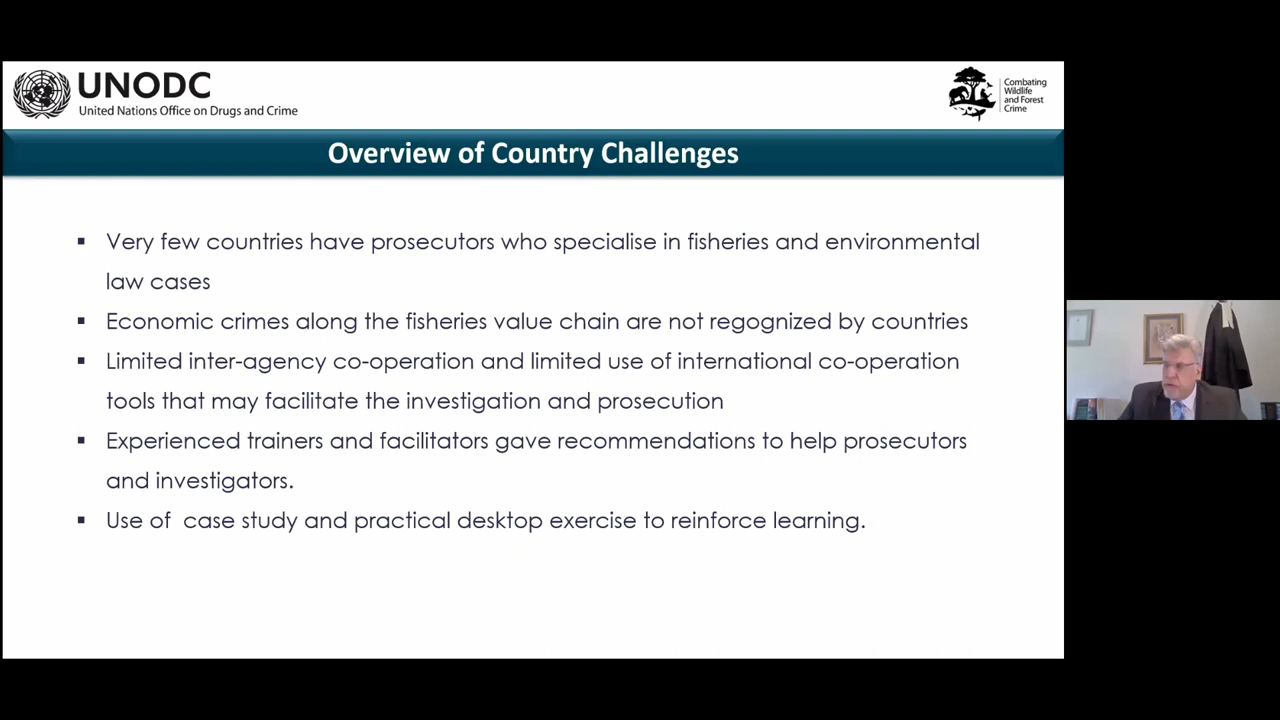 UNODC
United Nations Office on Drugs and Crime
Combating
Wildlife
and Forest
Crime
Overview of Country Challenges
▪ Very few countries have prosecutors who specialise in fisheries and environmental
law cases
▪ Economic crimes along the fisheries value chain are not regognized by countries
▪ Limited inter-agency co-operation and limited use of international co-operation
tools that may facilitate the investigation and prosecution
▪ Experienced trainers and facilitators gave recommendations to help prosecutors
and investigators.
▪ Use of  case study and practical desktop exercise to reinforce learning.